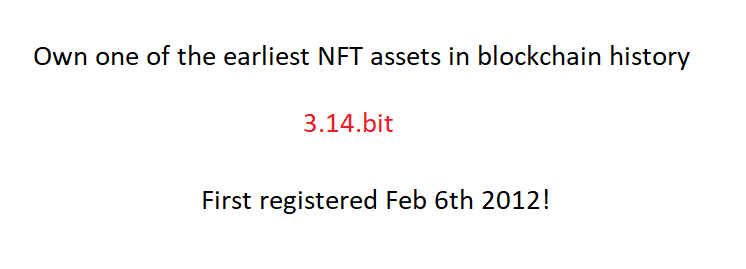 Own one of the earliest NFT assets in blockchain history
3.14.bit
First registered Feb 6th 2012!